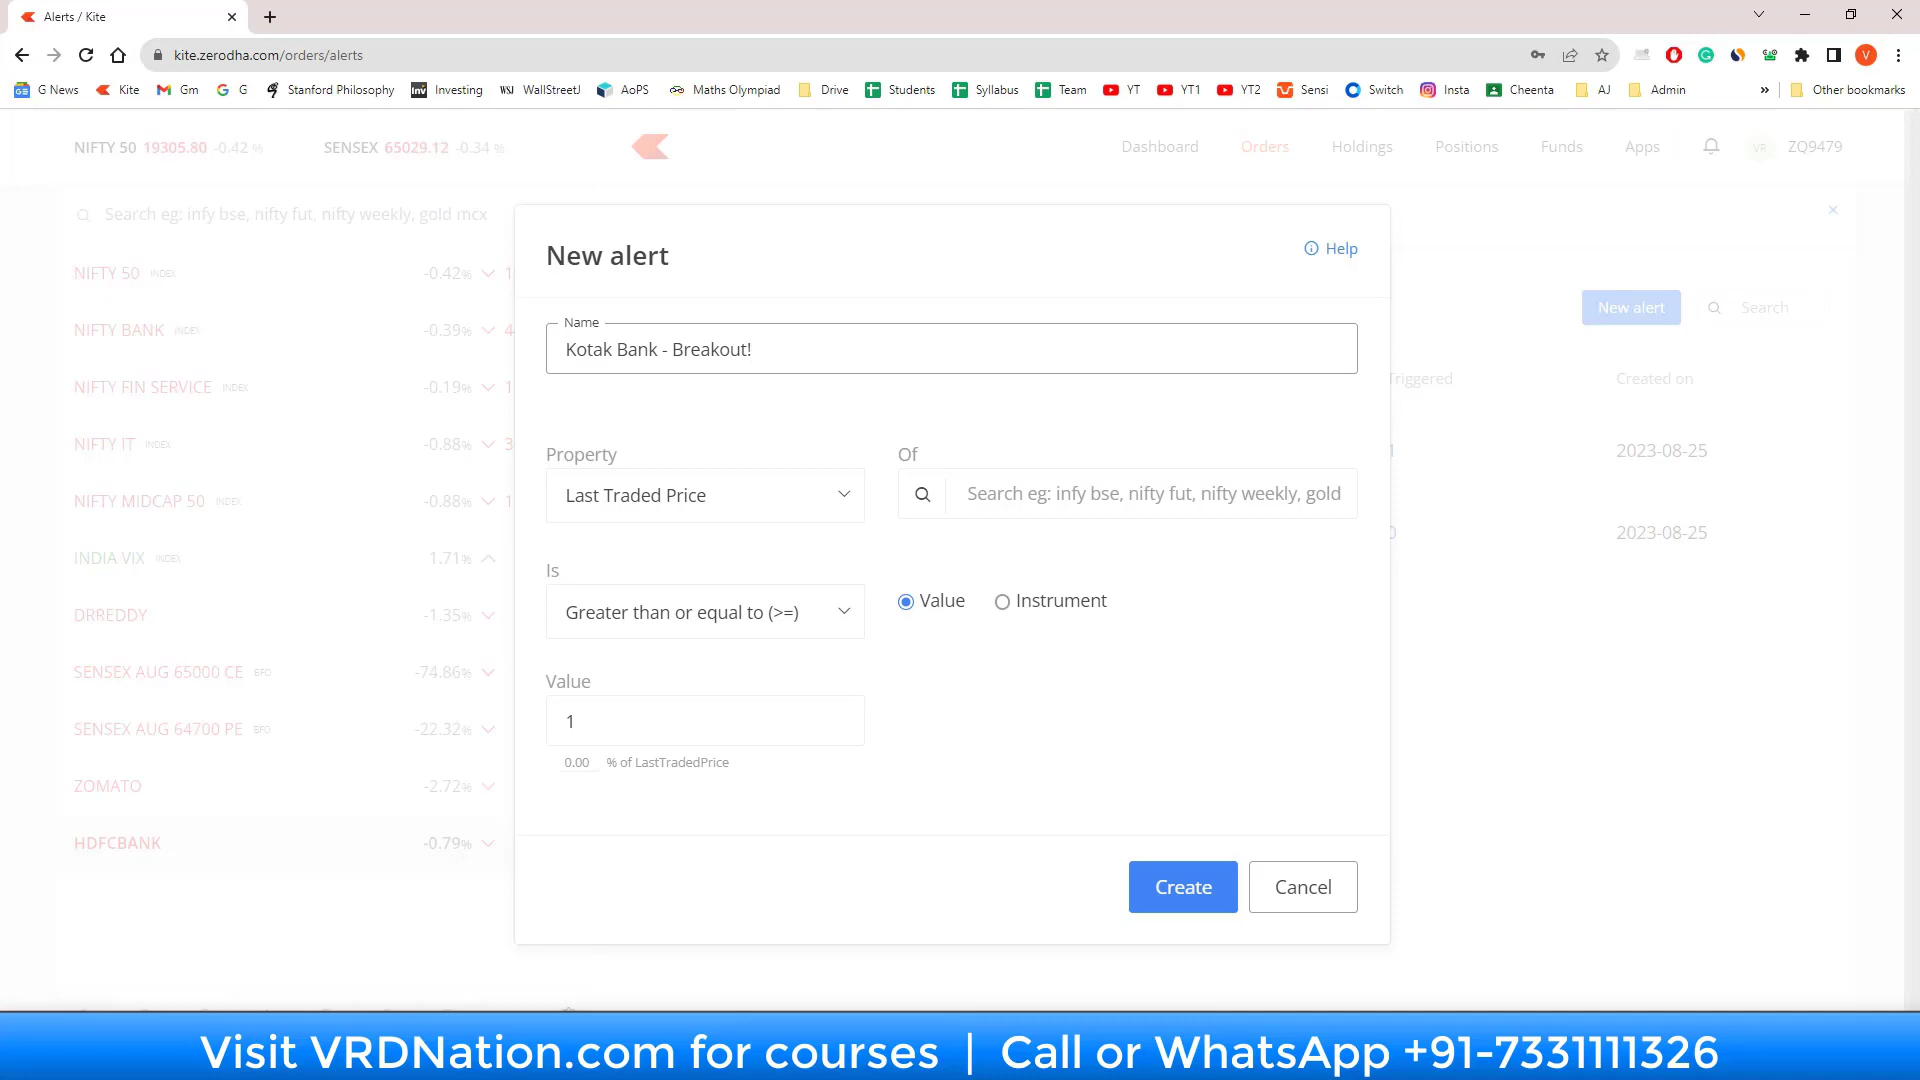 Alerts / Kite
kite.zerodha.com/orders/alerts
G News Kite Gm G Stanford Philosophy Investing WallStreetJ AoPS Maths Olympiad Drive Students Syllabus Team YT YT1 YT2 Sensi Switch Insta Cheenta AJ Admin » Other bookmarks
NIFTY 50 19305.80 -0.42 % SENSEX 65029.12 -0.34 % Dashboard Orders Holdings Positions Funds Apps VR ZQ9479
Search eg: infy bse, nifty fut, nifty weekly, gold mcx
New alert Help
NIFTY 50 INDEX -0.42%
New alert Search
Name
NIFTY BANK INDEX -0.39%
Kotak Bank - Breakout!
Triggered Created on
NIFTY FIN SERVICE INDEX -0.19%
NIFTY IT INDEX -0.88%
1 2023-08-25
Property Of
Last Traded Price Search eg: infy bse, nifty fut, nifty weekly, gold
NIFTY MIDCAP 50 INDEX -0.88%
0 2023-08-25
INDIA VIX INDEX 1.71%
Is
Greater than or equal to (>=) Value Instrument
DRREDDY -1.35%
SENSEX AUG 65000 CE BFO -74.86%
Value
1
SENSEX AUG 64700 PE BFO -22.32%
0.00 % of LastTradedPrice
ZOMATO -2.72%
HDFCBANK -0.79%
Create Cancel
Visit VRDNation.com for courses | Call or WhatsApp +91-7331111326